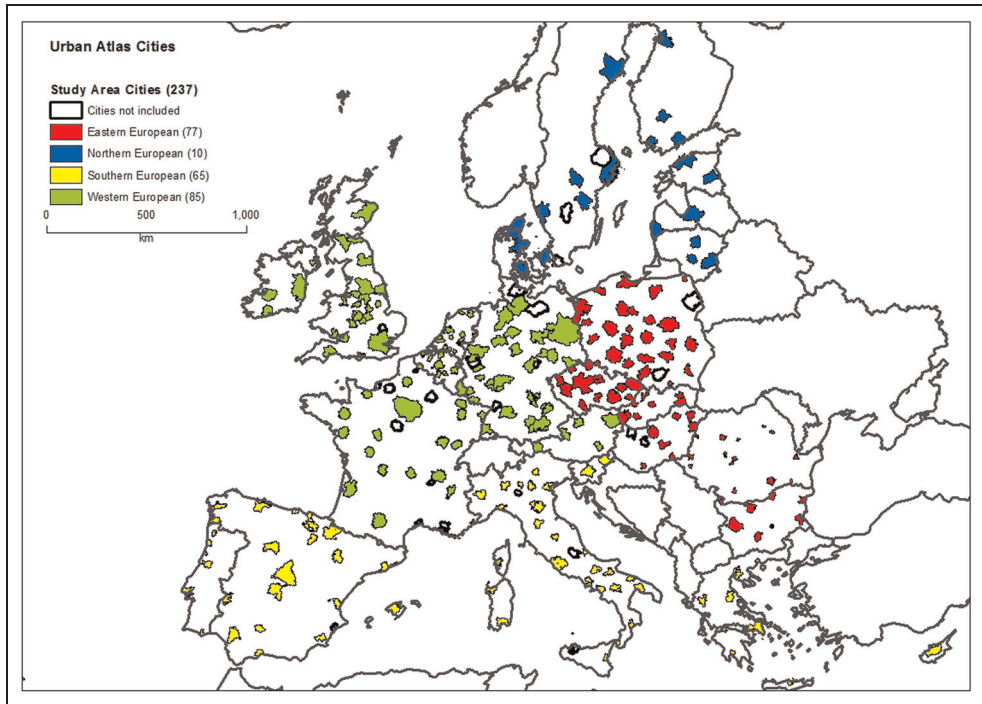 Urban Atlas Cities
Study Area Cities (237)
Cities not included
Eastern European (77)
Northern European (10)
Southern European (65)
Western European (85)
0 500 1,000
km